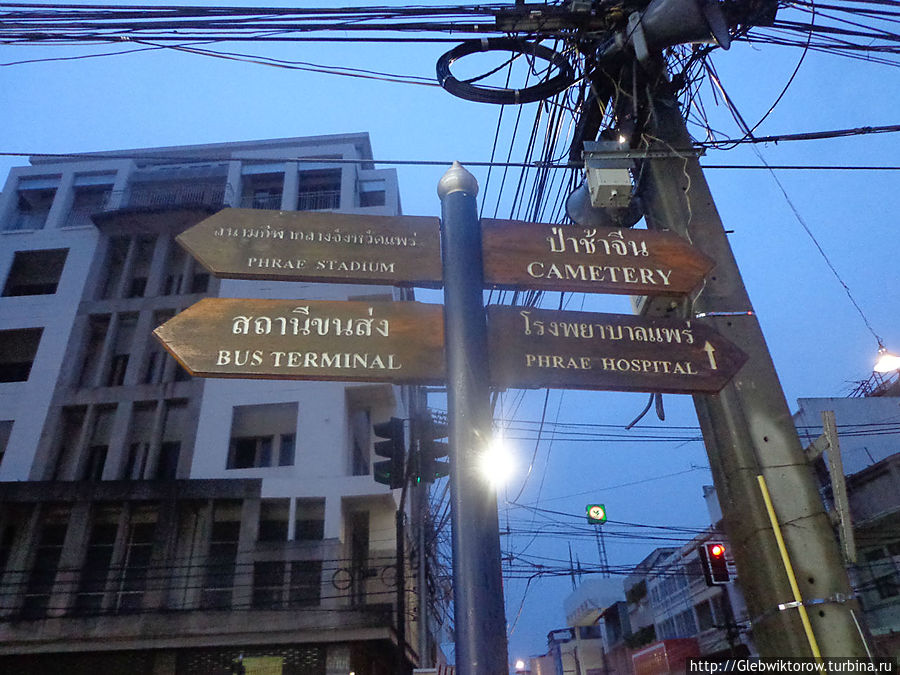 สนามกีฬากลางจังหวัดแพร่
PHRAE STADIUM
ป่าช้าจีน
CAMETERY
สถานีขนส่ง
BUS TERMINAL
โรงพยาบาลแพร่
PHRAE HOSPITAL
http://Glebwiktorow.turbina.ru